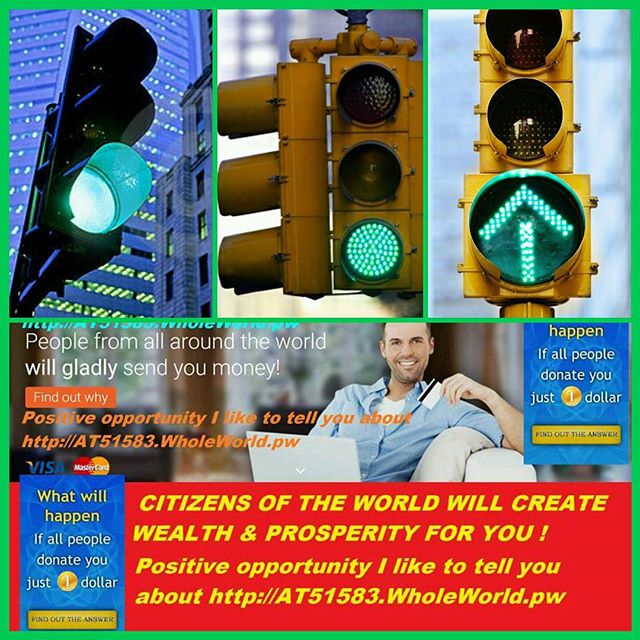 http://AT51583.WholeWorld.pw
People from all around the world
will gladly send you money!
Find out why
Positive opportunity I like to tell you about
http://AT51583.WholeWorld.pw
VISA MasterCard
happen
If all people
donate you
just 1 dollar
FIND OUT THE ANSWER
What will
happen
If all people
donate you
just 1 dollar
FIND OUT THE ANSWER
CITIZENS OF THE WORLD WILL CREATE
WEALTH & PROSPERITY FOR YOU !
Positive opportunity I like to tell you
about http://AT51583.WholeWorld.pw